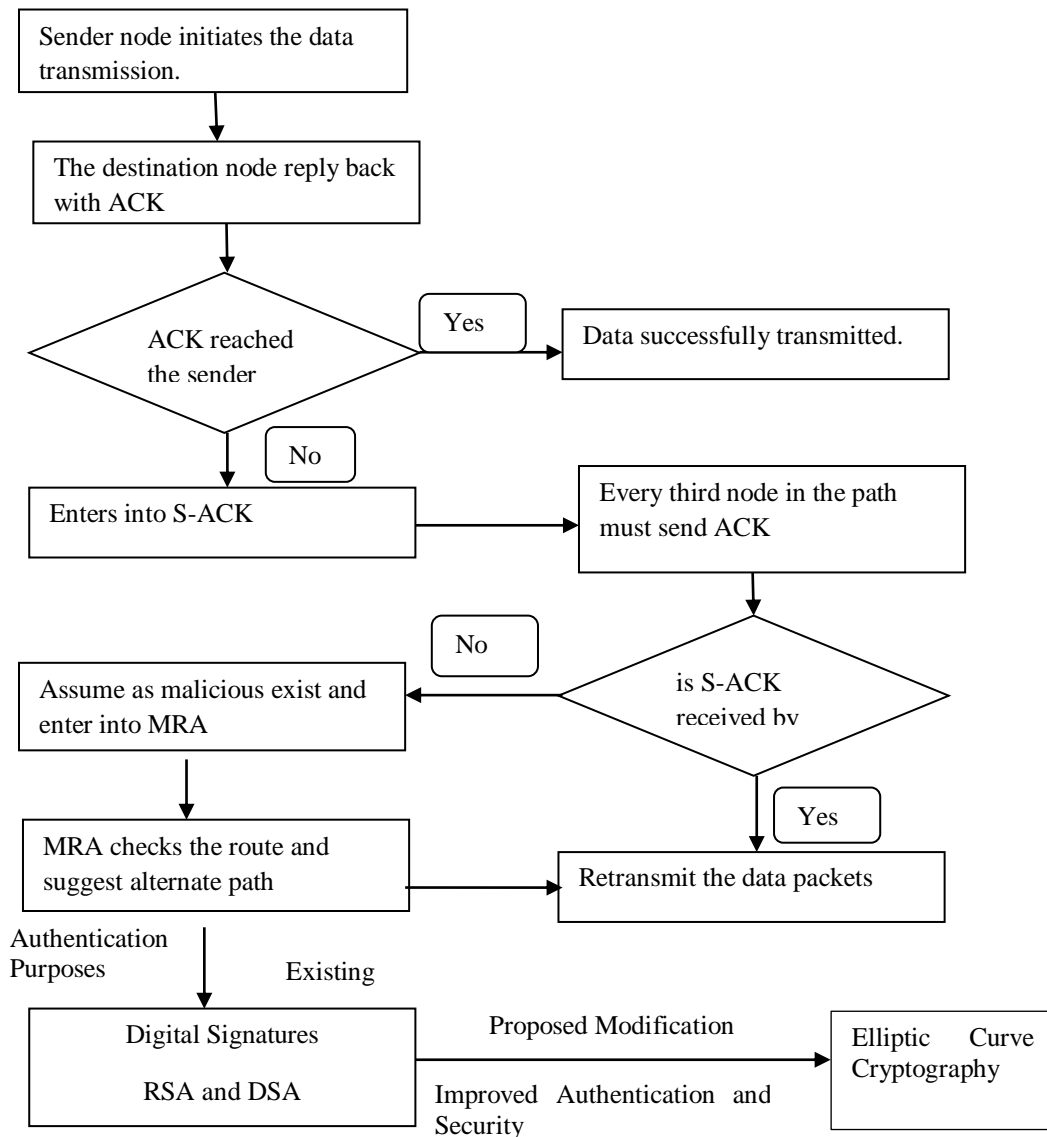 Sender node initiates the data
transmission.
The destination node reply back
with ACK
ACK reached
the sender
Yes
Data successfully transmitted.
No
Enters into S-ACK
Every third node in the path
must send ACK
No
is S-ACK
received by
Assume as malicious exist and
enter into MRA
Yes
MRA checks the route and
suggest alternate path
Retransmit the data packets
Authentication
Purposes
Existing
Digital Signatures
RSA and DSA
Proposed Modification
Improved Authentication and
Security
Elliptic Curve
Cryptography